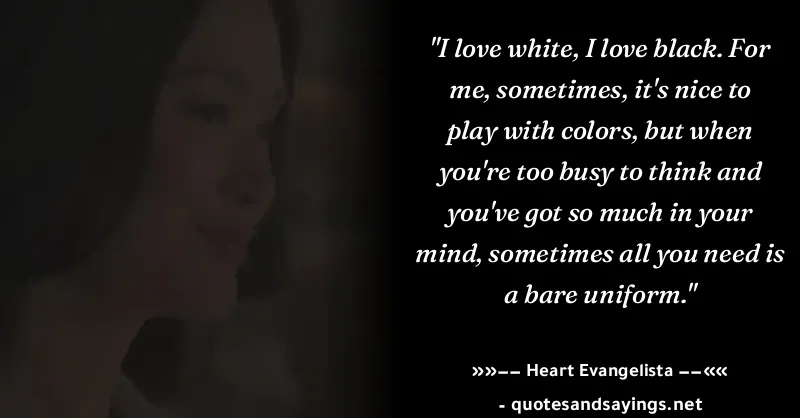 "I love white, I love black. For
me, sometimes, it's nice to
play with colors, but when
you're too busy to think and
you've got so much in your
mind, sometimes all you need is
a bare uniform."
»»−− Heart Evangelista −−««
- quotesandsayings.net